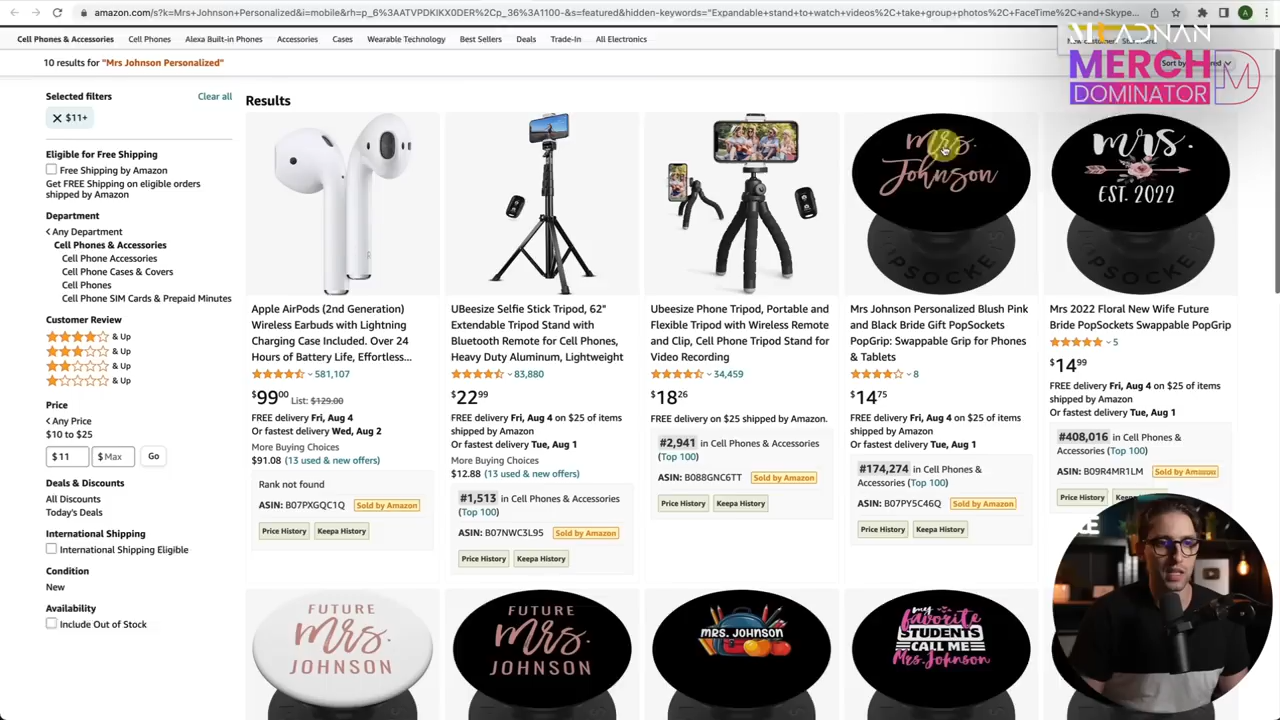 amazon.com/s?k=Mrs+Johnson+Personalized&i=mobile&rh=p_6%3AATVPDKIKX0DER%2Cp_36%3A1100-&s=featured&hidden-keywords="Expandable+stand+to+watch+videos%2C+take+group+photos%2C+FaceTime+and+Skype...
A
Cell Phones & Accessories Cell Phones Alexa Built-in Phones Accessories Cases Wearable Technology Best Sellers Deals Trade-In All Electronics
ADNAN
MERCH
DOMINATOR
M
10 results for "Mrs Johnson Personalized"
Sort by
Selected filters Clear all
$11+
Eligible for Free Shipping
Free Shipping by Amazon
Get FREE Shipping on eligible orders
shipped by Amazon
Department
Any Department
Cell Phones & Accessories
Cell Phone Accessories
Cell Phone Cases & Covers
Cell Phones
Cell Phone SIM Cards & Prepaid Minutes
Customer Review
& Up
& Up
& Up
& Up
Price
Any Price
$10 to $25
$11 $ Max Go
Deals & Discounts
All Discounts
Today's Deals
International Shipping
International Shipping Eligible
Condition
New
Availability
Include Out of Stock
Results
Apple AirPods (2nd Generation)
Wireless Earbuds with Lightning
Charging Case Included. Over 24
Hours of Battery Life, Effortless...
581,107
$99 00 List: $129.00
FREE delivery Fri, Aug 4
Or fastest delivery Wed, Aug 2
More Buying Choices
$91.08 (13 used & new offers)
Rank not found
ASIN: B07PXGQC1Q Sold by Amazon
Price History Keepa History
UBeesize Selfie Stick Tripod, 62"
Extendable Tripod Stand with
Bluetooth Remote for Cell Phones,
Heavy Duty Aluminum, Lightweight
83,880
$22 99
FREE delivery Fri, Aug 4 on $25 of items
shipped by Amazon
Or fastest delivery Tue, Aug 1
More Buying Choices
$12.88 (13 used & new offers)
#1,513 in Cell Phones & Accessories
(Top 100)
ASIN: B07NWC3L95 Sold by Amazon
Price History Keepa History
Ubeesize Phone Tripod, Portable and
Flexible Tripod with Wireless Remote
and Clip, Cell Phone Tripod Stand for
Video Recording
34,459
$18 26
FREE delivery on $25 shipped by Amazon.
#2,941 in Cell Phones & Accessories
(Top 100)
ASIN: B088GNC6TT Sold by Amazon
Price History Keepa History
mrs.
Johnson
POPSOCKETS
Mrs Johnson Personalized Blush Pink
and Black Bride Gift PopSockets
PopGrip: Swappable Grip for Phones
& Tablets
8
$14 75
FREE delivery Fri, Aug 4 on $25 of items
shipped by Amazon
Or fastest delivery Tue, Aug 1
#174,274 in Cell Phones &
Accessories (Top 100)
ASIN: B07PY5C46Q Sold by Amazon
Price History Keepa History
mrs.
EST. 2022
POPSOCKETS
Mrs 2022 Floral New Wife Future
Bride PopSockets Swappable PopGrip
5
$14 99
FREE delivery Fri, Aug 4 on $25 of items
shipped by Amazon
Or fastest delivery Tue, Aug 1
#408,016 in Cell Phones &
Accessories (Top 100)
ASIN: B09R4MR1LM Sold by Amazon
Price History
FUTURE
mrs.
JOHNSON
FUTURE
mrs.
JOHNSON
MRS. JOHNSON
my
favorite
STUDENTS
CALL ME
Mrs. Johnson